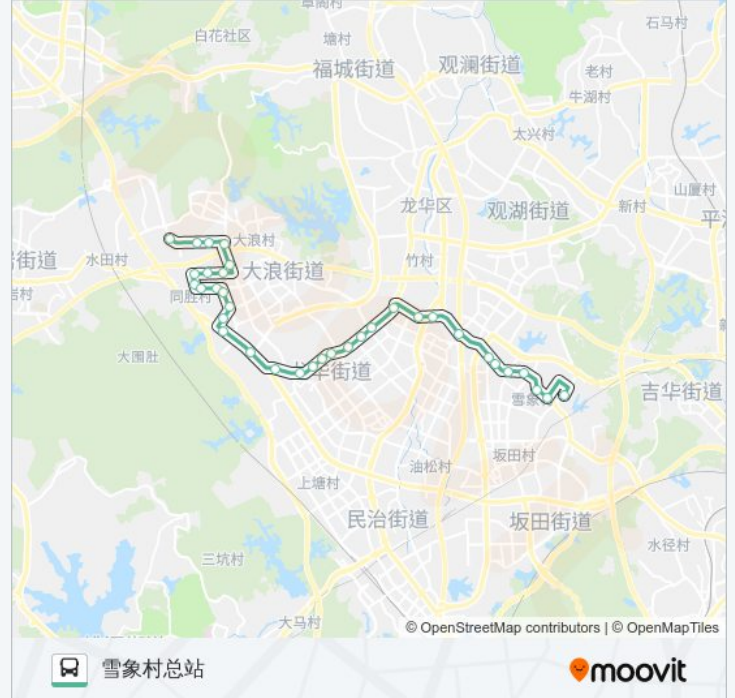 白花社区
塘村
石马村
福城街道
观澜街道
老村
牛湖村
太兴村
山厦村
龙华区
观湖街道
新村
平
大浪村
街道
水田村
竹村
大浪街道
岩村
同胜村
大围肚
华街道
吉华街道
雪象
坂田村
油松村
上塘村
民治街道
坂田街道
水径村
三坑村
大马村
© OpenStreetMap contributors | © OpenMapTiles
雪象村总站
moovit